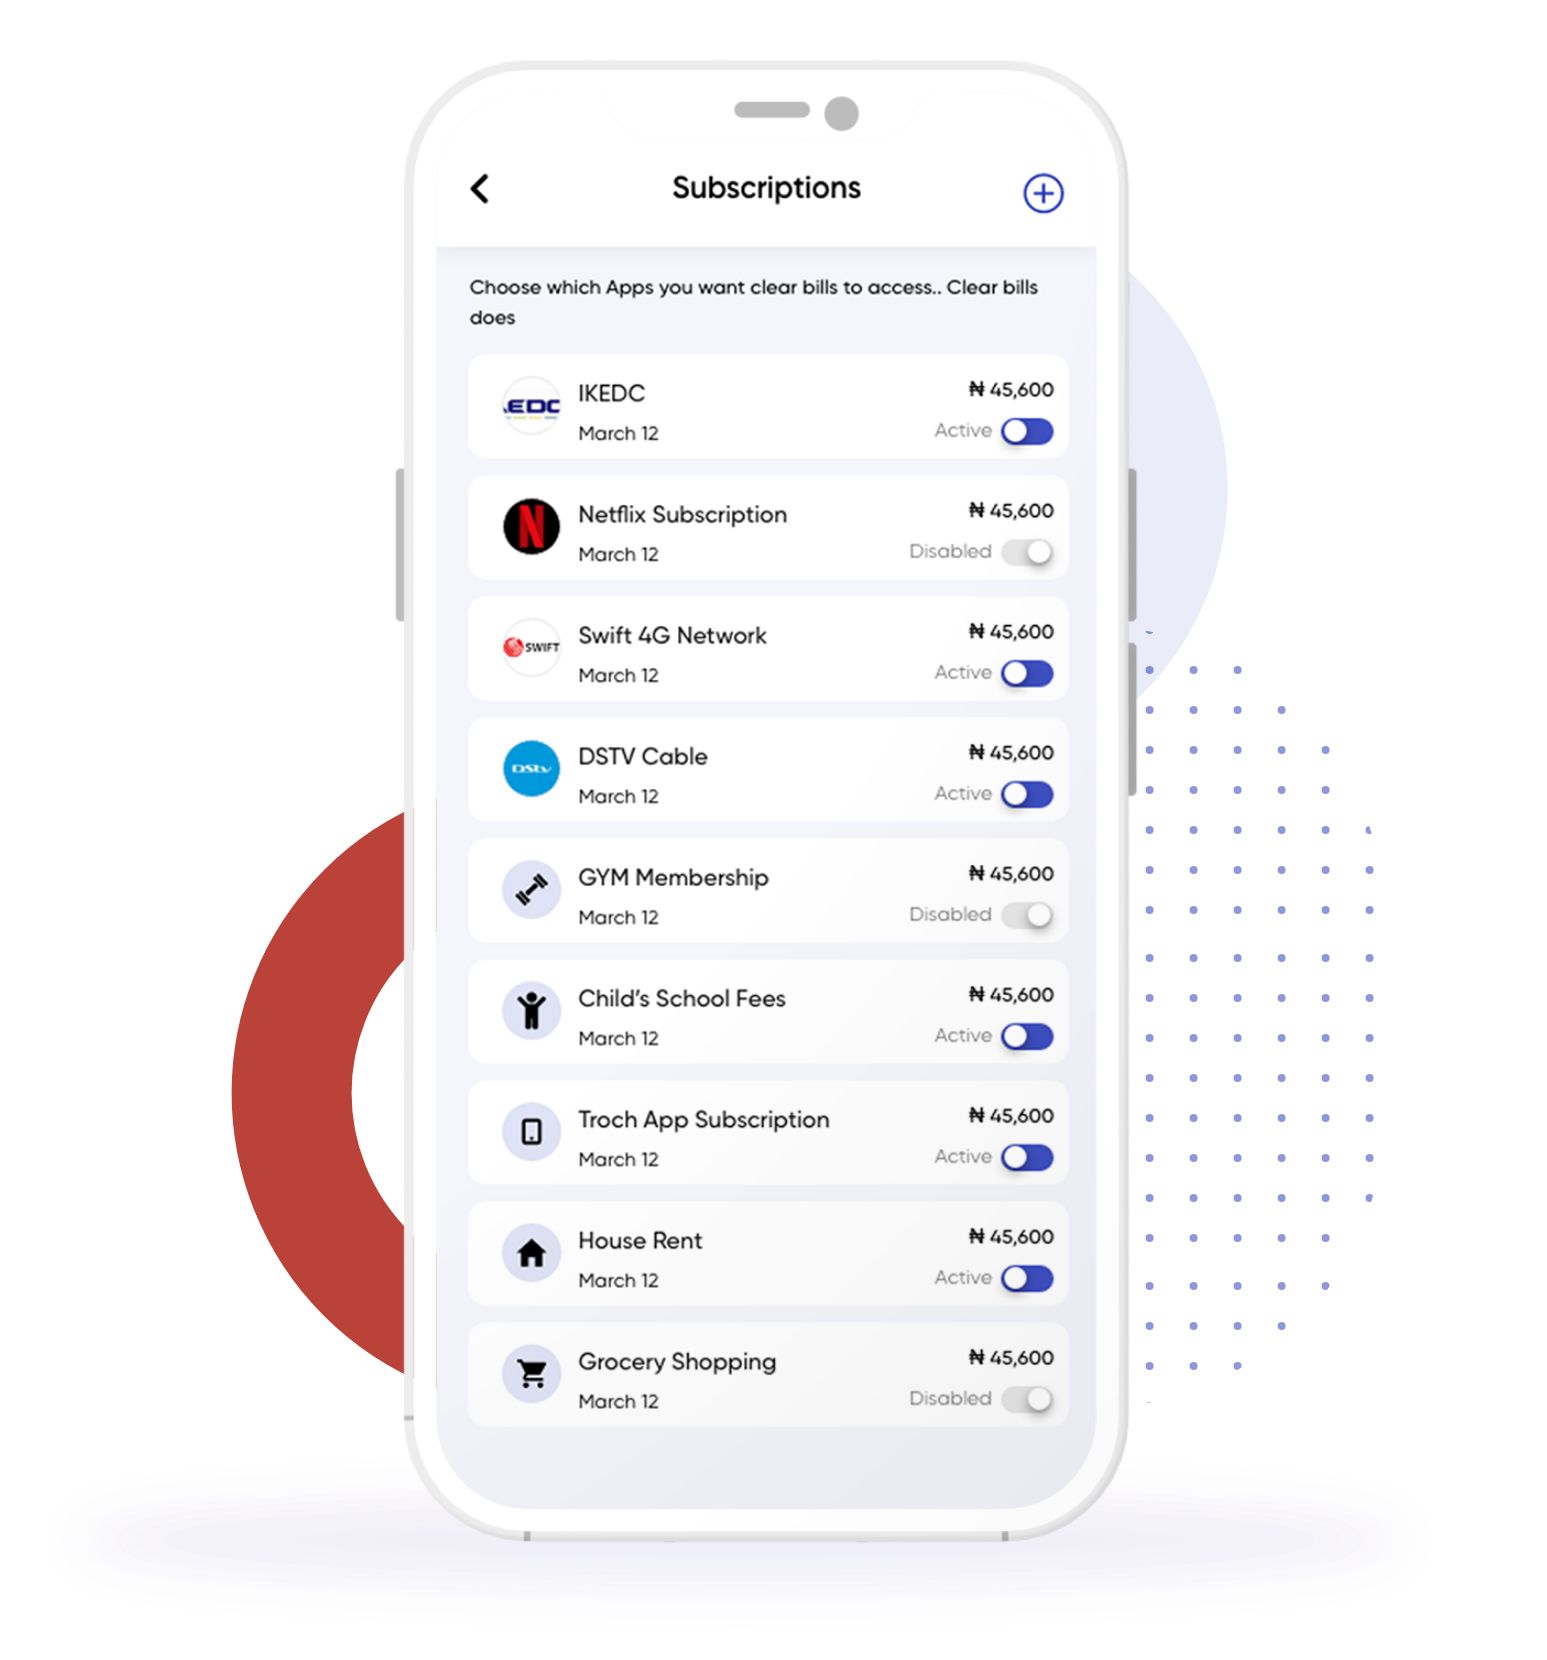 Subscriptions
Choose which Apps you want clear bills to access.. Clear bills
does
EDC
IKEDC
₦ 45,600
March 12
Active
N
Netflix Subscription
₦ 45,600
March 12
Disabled
SWIFT
Swift 4G Network
₦ 45,600
March 12
Active
DStv
DSTV Cable
₦ 45,600
March 12
Active
GYM Membership
₦ 45,600
March 12
Disabled
Child's School Fees
₦ 45,600
March 12
Active
Troch App Subscription
₦ 45,600
March 12
Active
House Rent
₦ 45,600
March 12
Active
Grocery Shopping
₦ 45,600
March 12
Disabled